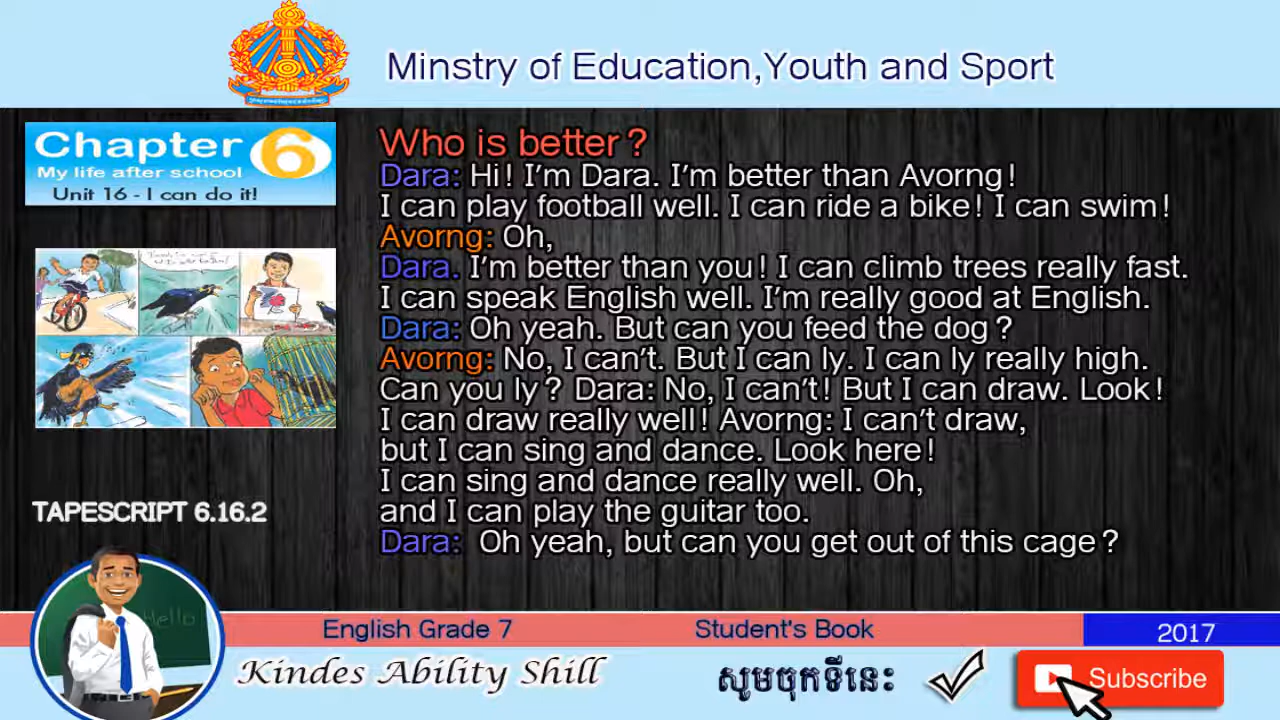 Minstry of Education,Youth and Sport
Chapter 6
My life after school
Unit 16 - I can do it!
TAPESCRIPT 6.16.2
Who is better?
Dara: Hi! I'm Dara. I'm better than Avorng!
I can play football well. I can ride a bike! I can swim!
Avorng: Oh,
Dara. I'm better than you! I can climb trees really fast.
I can speak English well. I'm really good at English.
Dara: Oh yeah. But can you feed the dog?
Avorng: No, I can't. But I can ly. I can ly really high.
Can you ly? Dara: No, I can't! But I can draw. Look!
I can draw really well! Avorng: I can't draw,
but I can sing and dance. Look here!
I can sing and dance really well. Oh,
and I can play the guitar too.
Dara: Oh yeah, but can you get out of this cage?
Hello
English Grade 7
Student's Book
2017
Kindes Ability Shill
សូមចុកទីនេះ
Subscribe